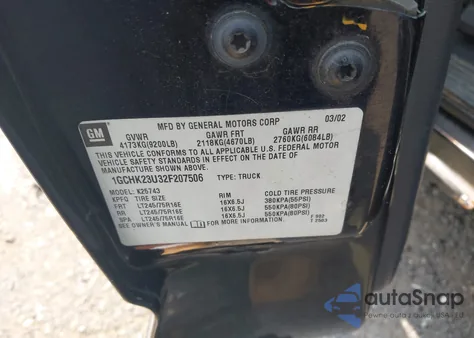 GM
MFD BY GENERAL MOTORS CORP 03/02
GVWR GAWR FRT GAWR RR
4173KG(9200LB) 2118KG(4670LB) 2760KG(6084LB)
THIS VEHICLE CONFORMS TO ALL APPLICABLE U.S. FEDERAL MOTOR
VEHICLE SAFETY STANDARDS IN EFFECT ON THE DATE OF
MANUFACTURE SHOWN ABOVE.
1GCHK23U32F207506 TYPE: TRUCK
MODEL: K25743
KPFG TIRE SIZE RIM COLD TIRE PRESSURE
FRT LT245/75R16E 16X6.5J 380KPA(55PSI)
RR LT245/75R16E 16X6.5J 550KPA(80PSI)
SPA LT245/75R16E 16X6.5J 550KPA(80PSI)
SEE OWNER'S MANUAL FOR MORE INFORMATION.
autoSnap